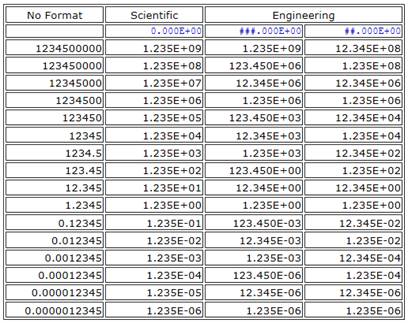 No Format Scientific Engineering
0.000E+00 ###.000E+00 ##.000E+00
1234500000 1.235E+09 1.235E+09 12.345E+08
123450000 1.235E+08 123.450E+06 1.235E+08
12345000 1.235E+07 12.345E+06 12.345E+06
1234500 1.235E+06 1.235E+06 1.235E+06
123450 1.235E+05 123.450E+03 12.345E+04
12345 1.235E+04 12.345E+03 1.235E+04
1234.5 1.235E+03 1.235E+03 12.345E+02
123.45 1.235E+02 123.450E+00 1.235E+02
12.345 1.235E+01 12.345E+00 12.345E+00
1.2345 1.235E+00 1.235E+00 1.235E+00
0.12345 1.235E-01 123.450E-03 12.345E-02
0.012345 1.235E-02 12.345E-03 1.235E-02
0.0012345 1.235E-03 1.235E-03 12.345E-04
0.00012345 1.235E-04 123.450E-06 1.235E-04
0.000012345 1.235E-05 12.345E-06 12.345E-06
0.0000012345 1.235E-06 1.235E-06 1.235E-06